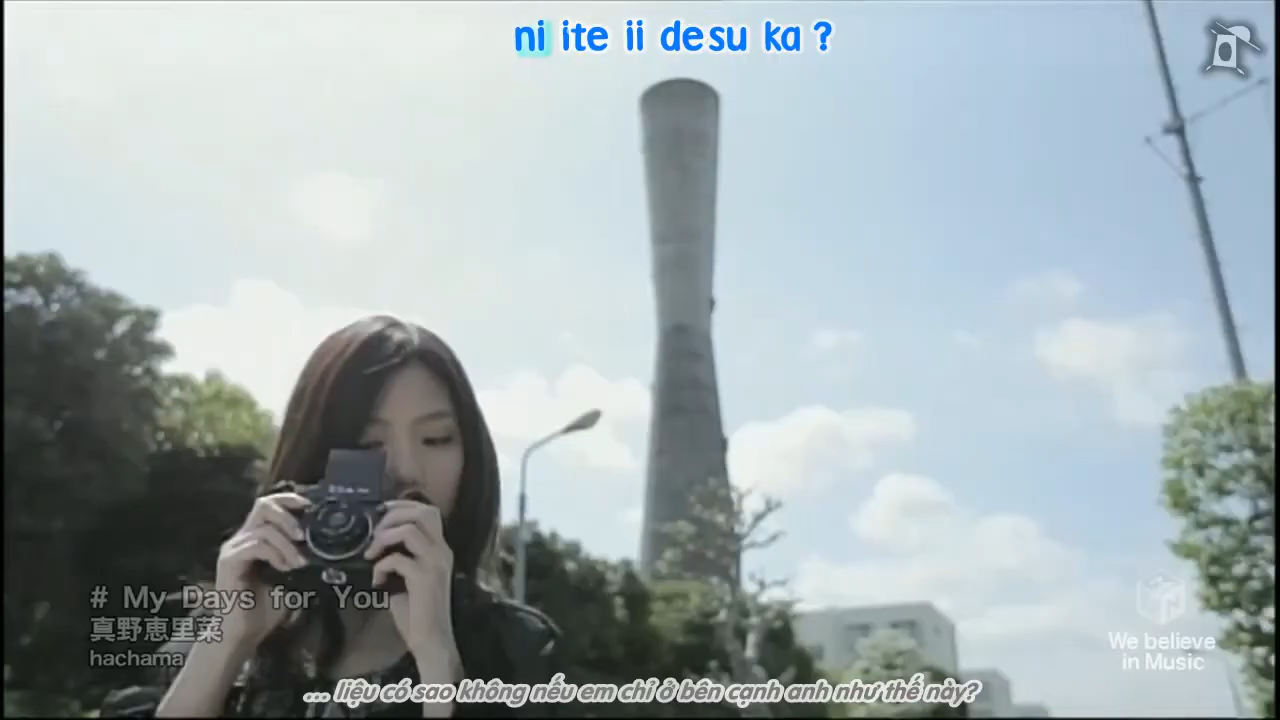 ni ite ii desu ka ?
# My Days for You
真野恵里菜
hachama
We believe
in Music
... liệu có sao không nếu em chỉ ở bên cạnh anh như thế này?